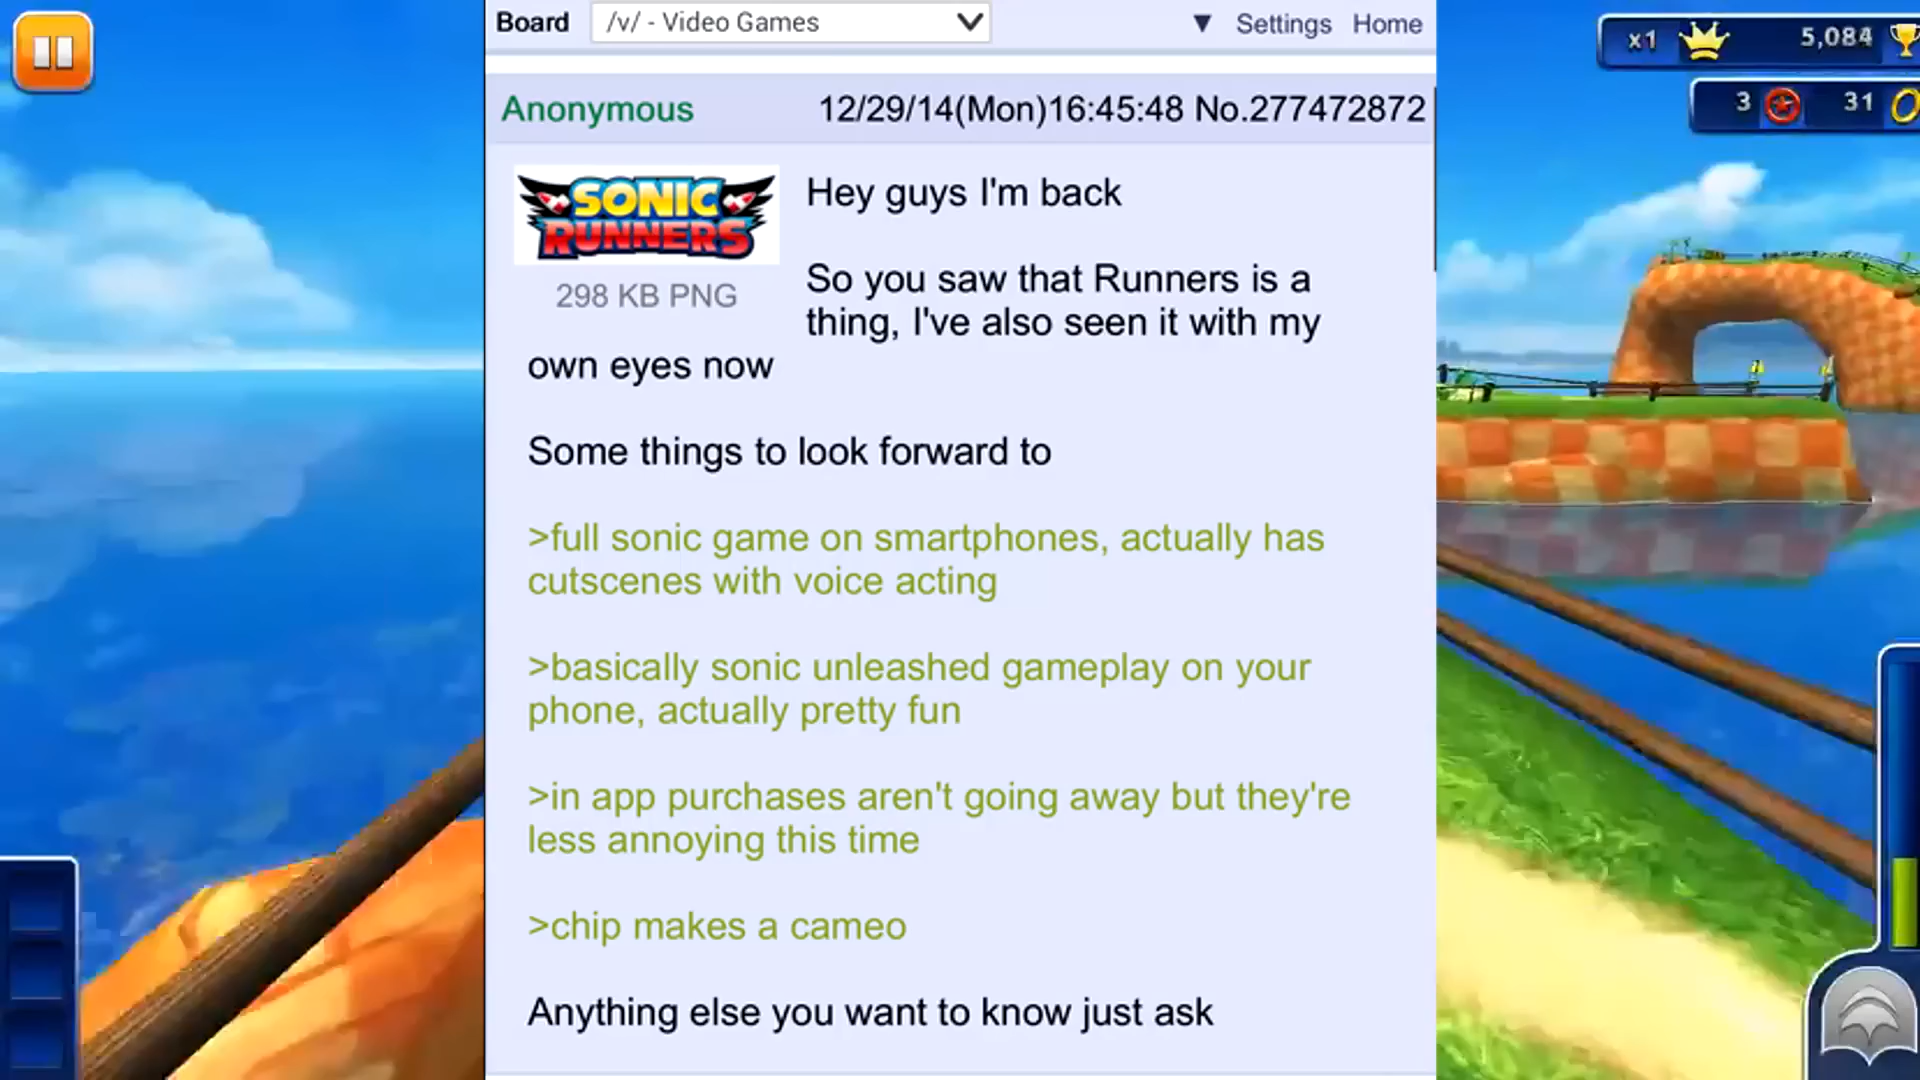 Board /v/ - Video Games ▼ Settings Home
x1 5,084
3 31
Anonymous 12/29/14(Mon)16:45:48 No.277472872
SONIC
RUNNERS
298 KB PNG
Hey guys I'm back
So you saw that Runners is a
thing, I've also seen it with my
own eyes now
Some things to look forward to
>full sonic game on smartphones, actually has
cutscenes with voice acting
>basically sonic unleashed gameplay on your
phone, actually pretty fun
>in app purchases aren't going away but they're
less annoying this time
>chip makes a cameo
Anything else you want to know just ask